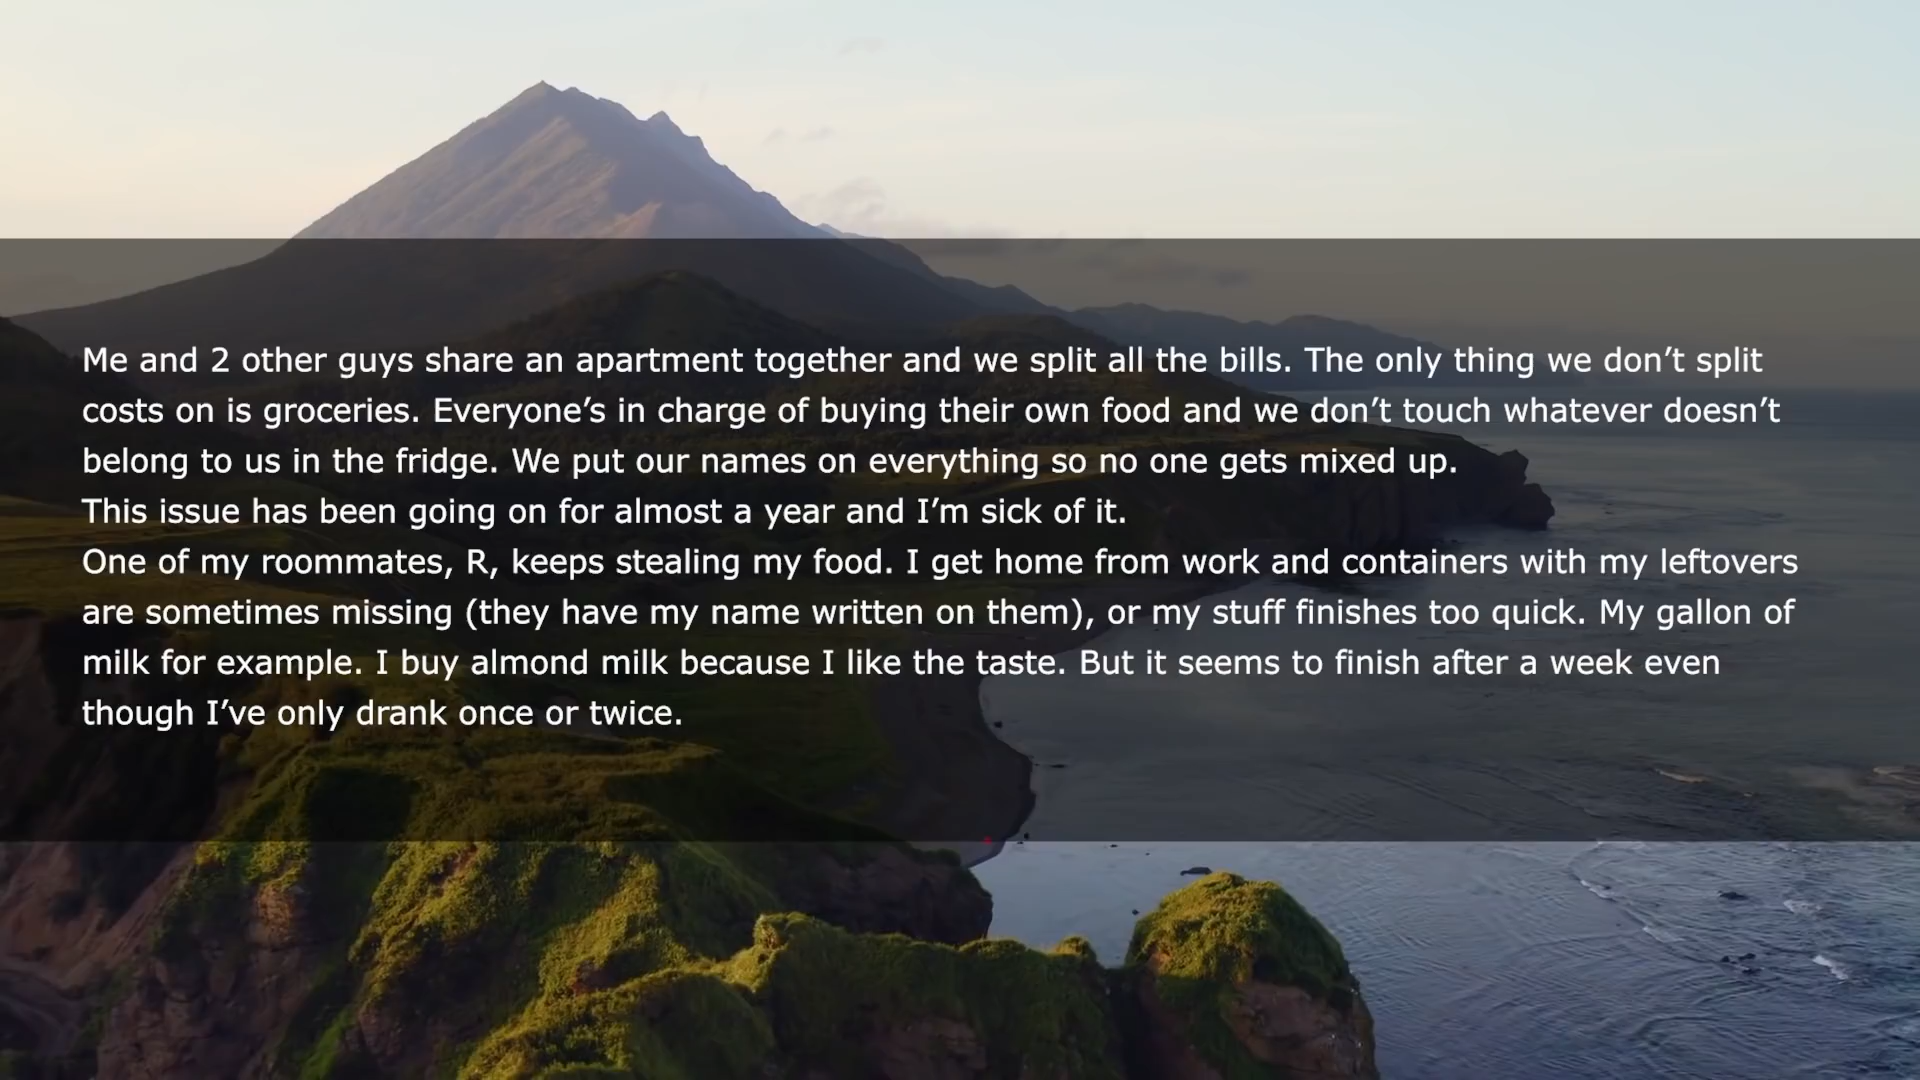 Me and 2 other guys share an apartment together and we split all the bills. The only thing we don’t split
costs on is groceries. Everyone’s in charge of buying their own food and we don’t touch whatever doesn’t
belong to us in the fridge. We put our names on everything so no one gets mixed up.
This issue has been going on for almost a year and I’m sick of it.
One of my roommates, R, keeps stealing my food. I get home from work and containers with my leftovers
are sometimes missing (they have my name written on them), or my stuff finishes too quick. My gallon of
milk for example. I buy almond milk because I like the taste. But it seems to finish after a week even
though I’ve only drank once or twice.